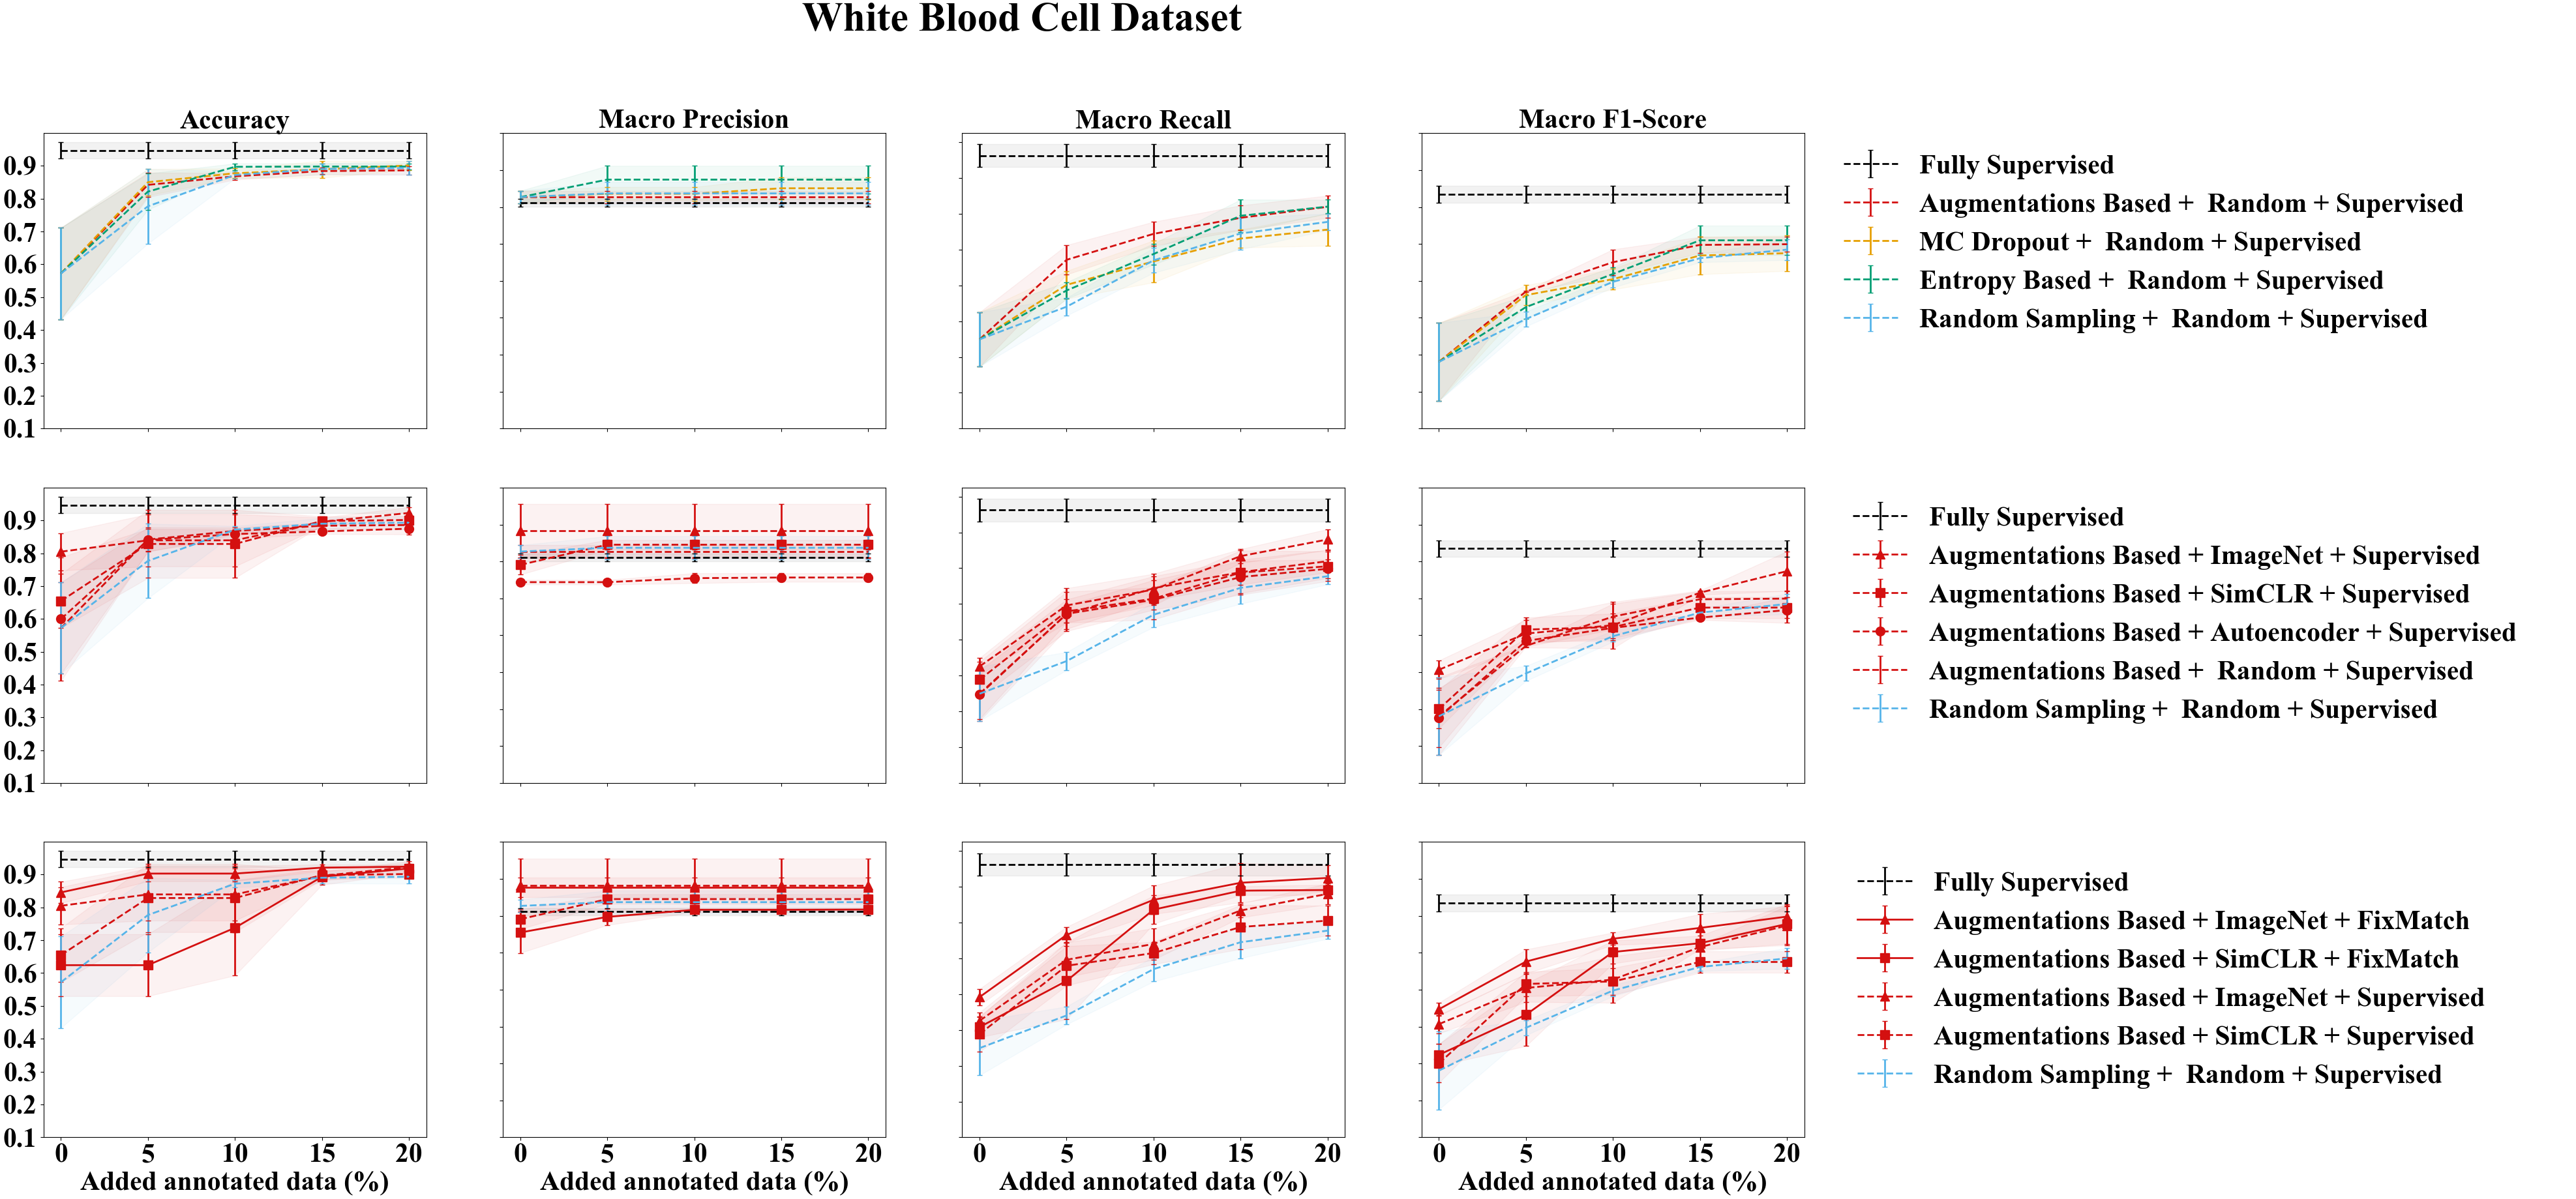 White Blood Cell Dataset
Accuracy
Macro Precision
Macro Recall
Macro F1-Score
0.9
0.8
0.7
0.6
0.5
0.4
0.3
0.2
0.1
Fully Supervised
Augmentations Based + Random + Supervised
MC Dropout + Random + Supervised
Entropy Based + Random + Supervised
Random Sampling + Random + Supervised
0.9
0.8
0.7
0.6
0.5
0.4
0.3
0.2
0.1
Fully Supervised
Augmentations Based + ImageNet + Supervised
Augmentations Based + SimCLR + Supervised
Augmentations Based + Autoencoder + Supervised
Augmentations Based + Random + Supervised
Random Sampling + Random + Supervised
0.9
0.8
0.7
0.6
0.5
0.4
0.3
0.2
0.1
0 5 10 15 20
Added annotated data (%)
0 5 10 15 20
Added annotated data (%)
0 5 10 15 20
Added annotated data (%)
0 5 10 15 20
Added annotated data (%)
Fully Supervised
Augmentations Based + ImageNet + FixMatch
Augmentations Based + SimCLR + FixMatch
Augmentations Based + ImageNet + Supervised
Augmentations Based + SimCLR + Supervised
Random Sampling + Random + Supervised